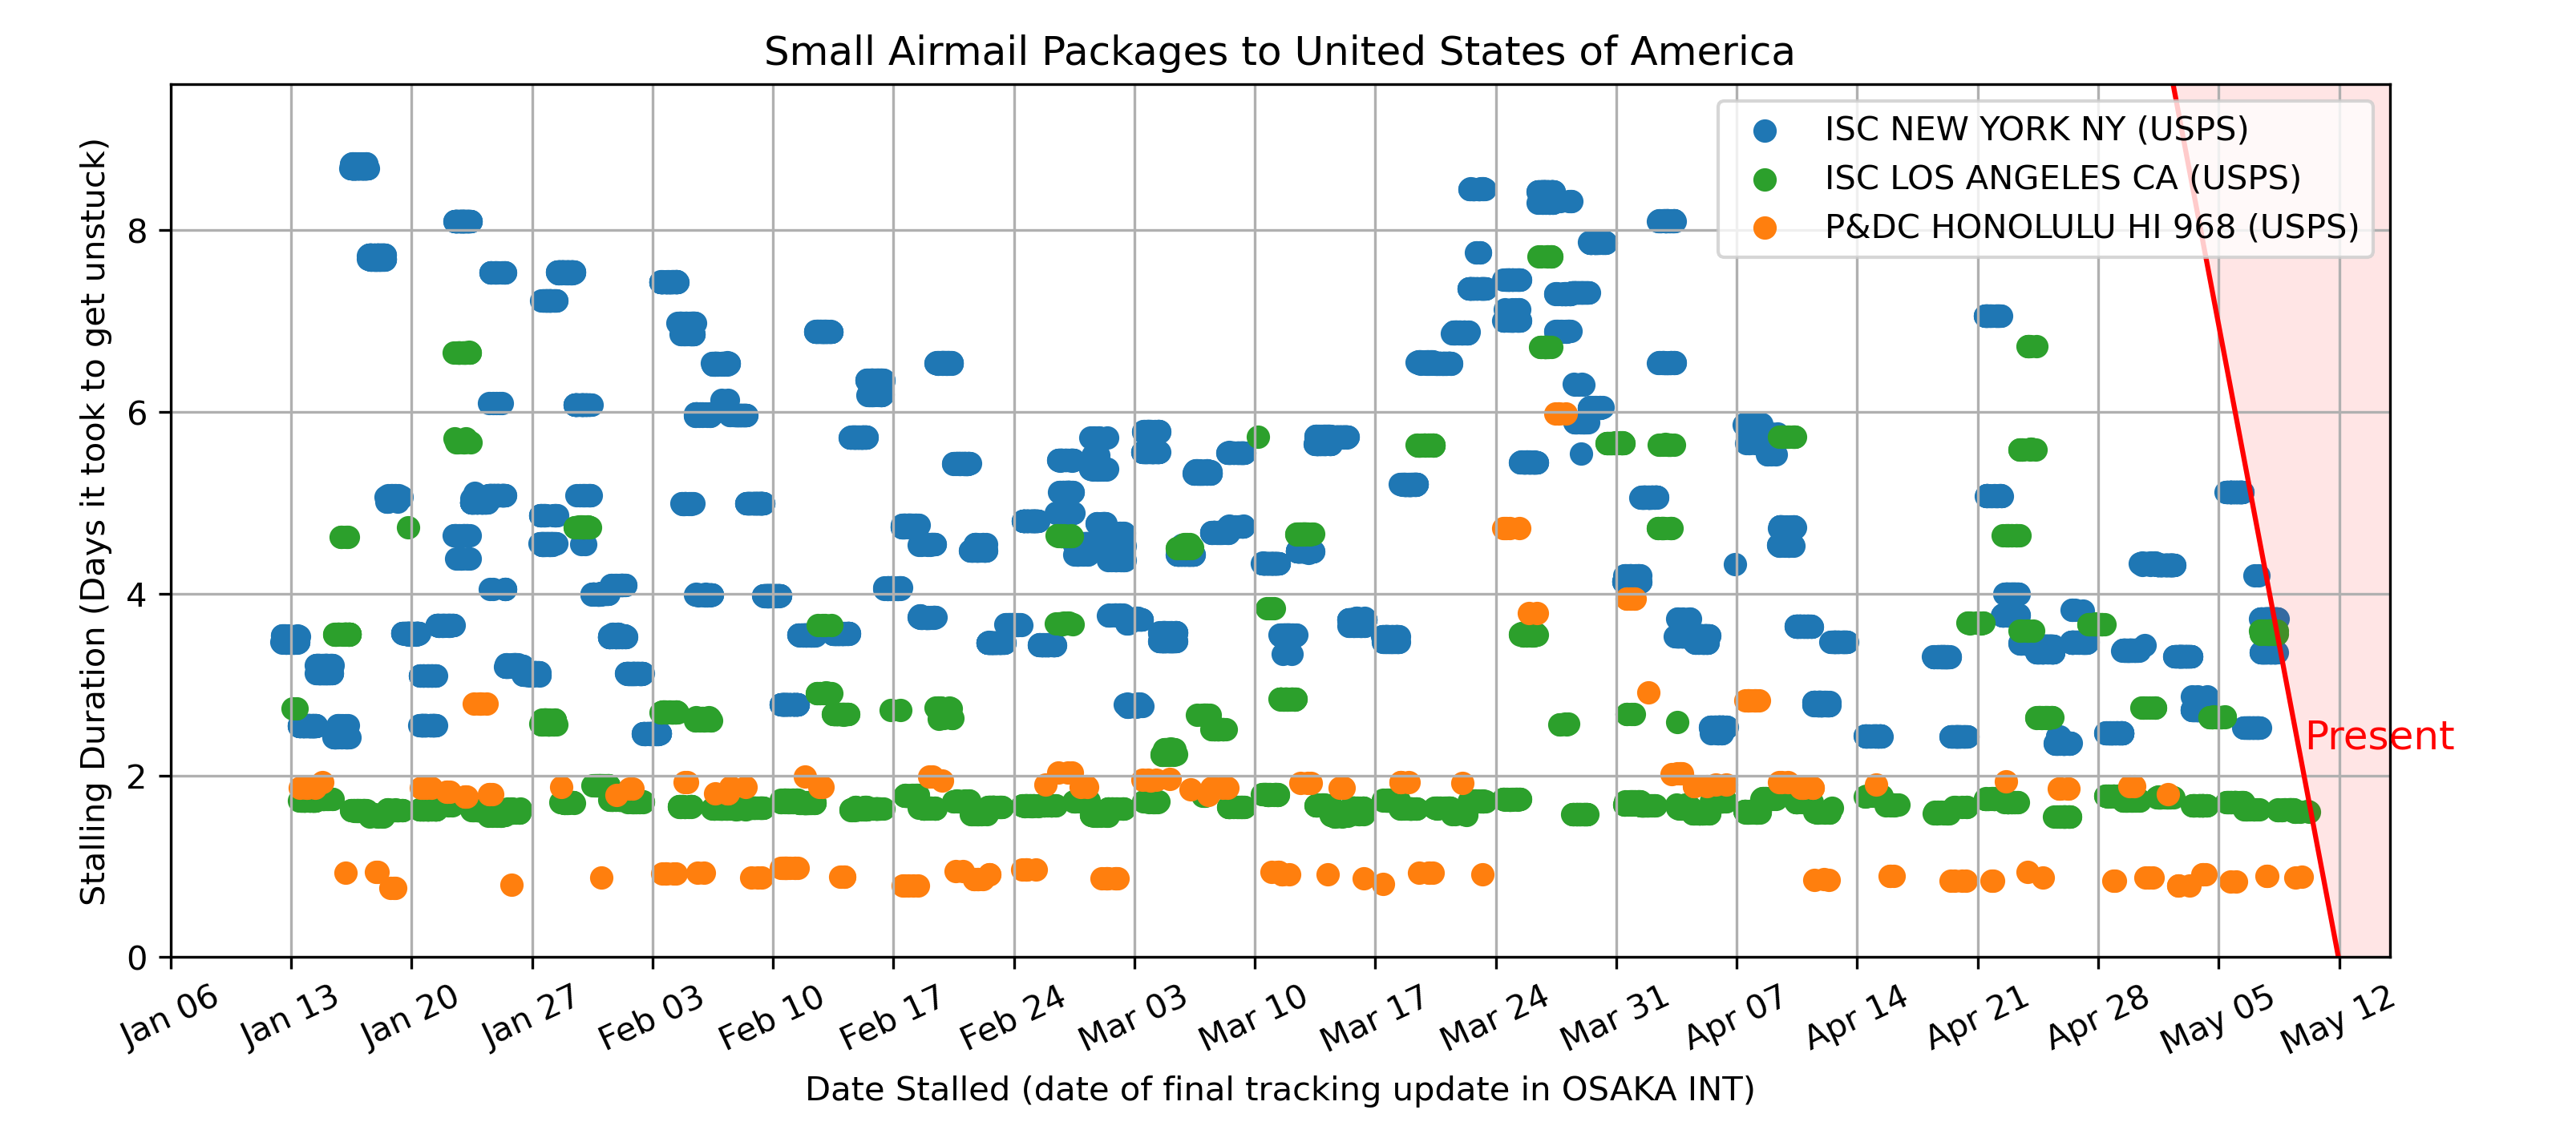 Small Airmail Packages to United States of America
Stalling Duration (Days it took to get unstuck)
8
6
4
2
0
ISC NEW YORK NY (USPS)
ISC LOS ANGELES CA (USPS)
P&DC HONOLULU HI 968 (USPS)
Present
Jan 06
Jan 13
Jan 20
Jan 27
Feb 03
Feb 10
Feb 17
Feb 24
Mar 03
Mar 10
Mar 17
Mar 24
Mar 31
Apr 07
Apr 14
Apr 21
Apr 28
May 05
May 12
Date Stalled (date of final tracking update in OSAKA INT)